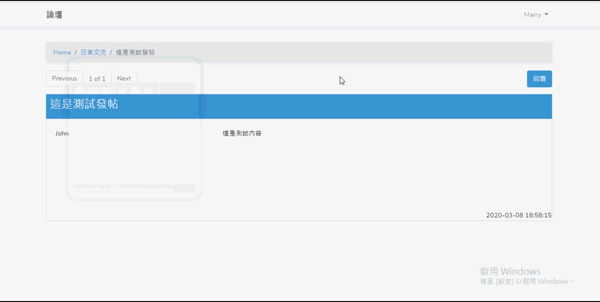 論壇
Marry
Home / 日常交流 / 這是測試發帖
Previous 1 of 1 Next
回覆
這是測試發帖
John
這是測試內容
2020-03-08 18:58:15
啟用 Windows
移至 [設定] 以啟用 Windows。